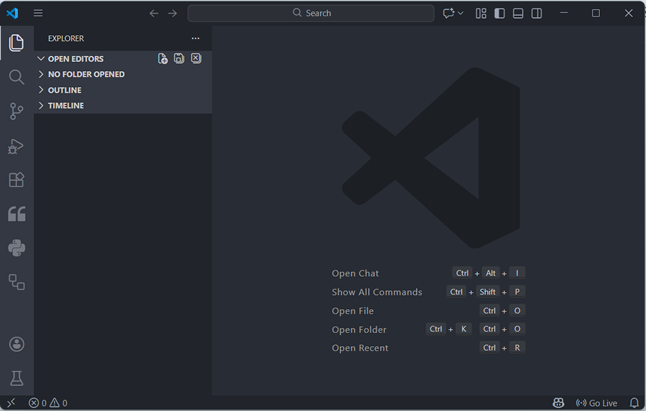 Search
EXPLORER
OPEN EDITORS
NO FOLDER OPENED
OUTLINE
TIMELINE
Open Chat Ctrl + Alt + I
Show All Commands Ctrl + Shift + P
Open File Ctrl + O
Open Folder Ctrl + K Ctrl + O
Open Recent Ctrl + R
0 0 Go Live